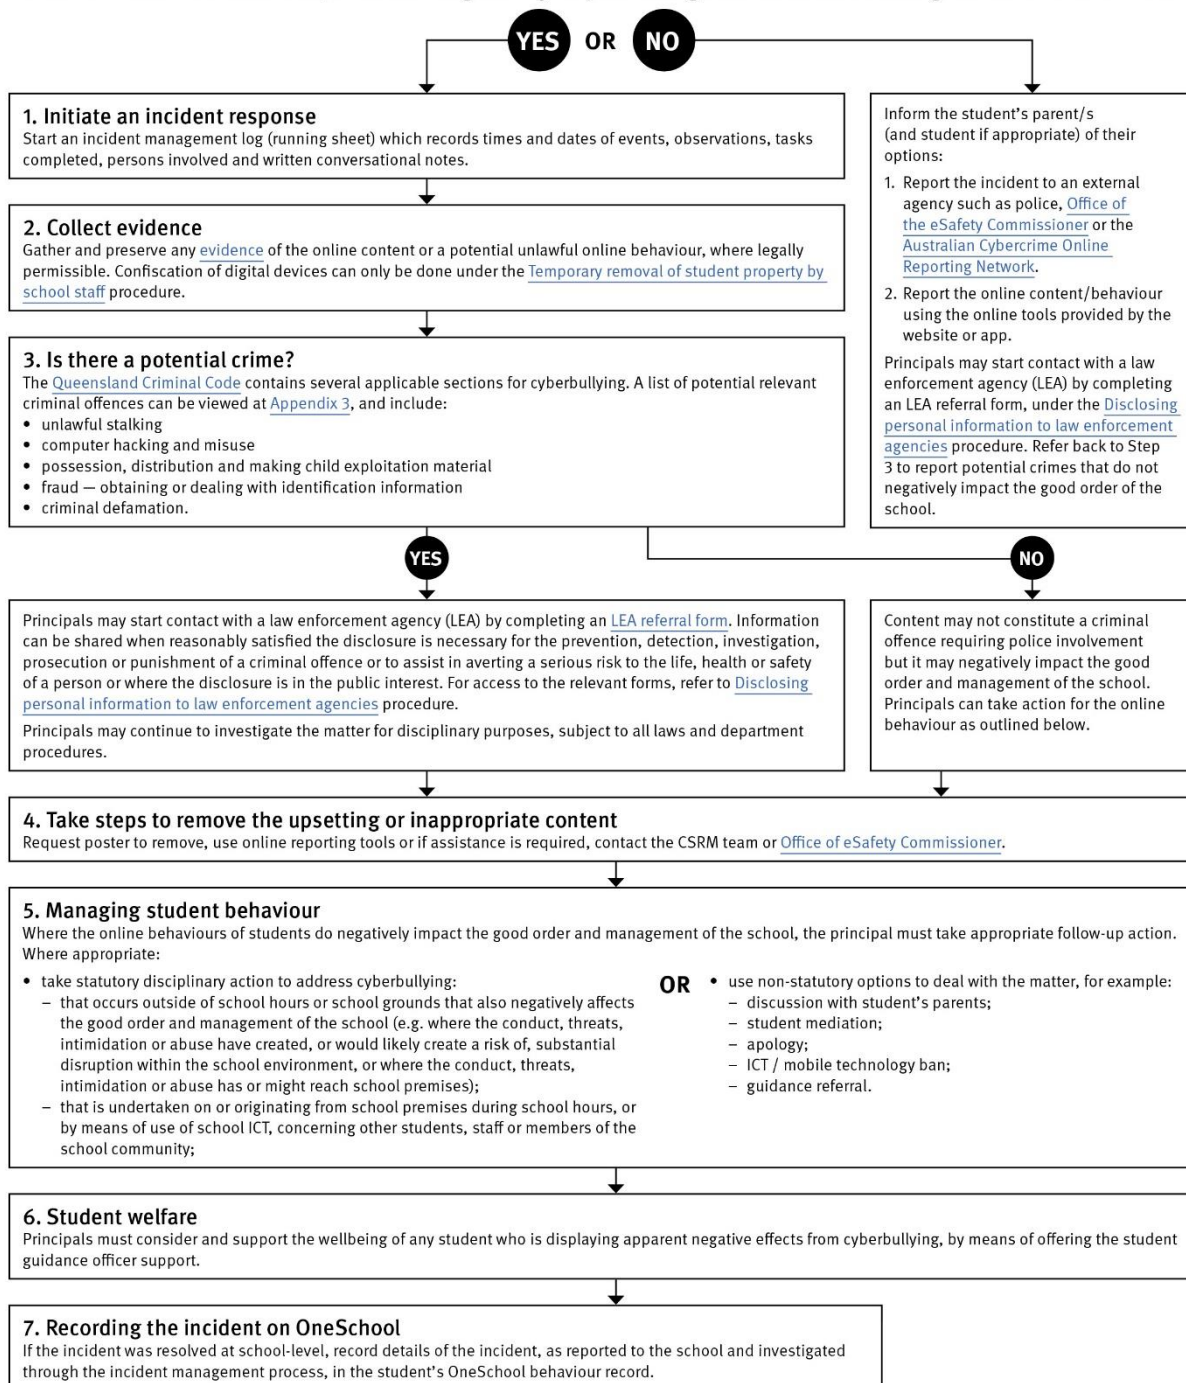 YES OR NO
1. Initiate an incident response
Start an incident management log (running sheet) which records times and dates of events, observations, tasks
completed, persons involved and written conversational notes.
2. Collect evidence
Gather and preserve any evidence of the online content or a potential unlawful online behaviour, where legally
permissible. Confiscation of digital devices can only be done under the Temporary removal of student property by
school staff procedure.
3. Is there a potential crime?
The Queensland Criminal Code contains several applicable sections for cyberbullying. A list of potential relevant
criminal offences can be viewed at Appendix 3, and include:
• unlawful stalking
• computer hacking and misuse
• possession, distribution and making child exploitation material
• fraud — obtaining or dealing with identification information
• criminal defamation.
Inform the student's parent/s
(and student if appropriate) of their
options:
1. Report the incident to an external
agency such as police, Office of
the eSafety Commissioner or the
Australian Cybercrime Online
Reporting Network.
2. Report the online content/behaviour
using the online tools provided by the
website or app.
Principals may start contact with a law
enforcement agency (LEA) by completing
an LEA referral form, under the Disclosing
personal information to law enforcement
agencies procedure. Refer back to Step
3 to report potential crimes that do not
negatively impact the good order of the
school.
YES
NO
Principals may start contact with a law enforcement agency (LEA) by completing an LEA referral form. Information
can be shared when reasonably satisfied the disclosure is necessary for the prevention, detection, investigation,
prosecution or punishment of a criminal offence or to assist in averting a serious risk to the life, health or safety
of a person or where the disclosure is in the public interest. For access to the relevant forms, refer to Disclosing
personal information to law enforcement agencies procedure.
Principals may continue to investigate the matter for disciplinary purposes, subject to all laws and department
procedures.
Content may not constitute a criminal
offence requiring police involvement
but it may negatively impact the good
order and management of the school.
Principals can take action for the online
behaviour as outlined below.
4. Take steps to remove the upsetting or inappropriate content
Request poster to remove, use online reporting tools or if assistance is required, contact the CSRM team or Office of eSafety Commissioner.
5. Managing student behaviour
Where the online behaviours of students do negatively impact the good order and management of the school, the principal must take appropriate follow-up action.
Where appropriate:
• take statutory disciplinary action to address cyberbullying:
– that occurs outside of school hours or school grounds that also negatively affects
the good order and management of the school (e.g. where the conduct, threats,
intimidation or abuse have created, or would likely create a risk of, substantial
disruption within the school environment, or where the conduct, threats,
intimidation or abuse has or might reach school premises);
– that is undertaken on or originating from school premises during school hours, or
by means of use of school ICT, concerning other students, staff or members of the
school community;
OR
• use non-statutory options to deal with the matter, for example:
– discussion with student's parents;
– student mediation;
– apology;
– ICT / mobile technology ban;
– guidance referral.
6. Student welfare
Principals must consider and support the wellbeing of any student who is displaying apparent negative effects from cyberbullying, by means of offering the student
guidance officer support.
7. Recording the incident on OneSchool
If the incident was resolved at school-level, record details of the incident, as reported to the school and investigated
through the incident management process, in the student's OneSchool behaviour record.